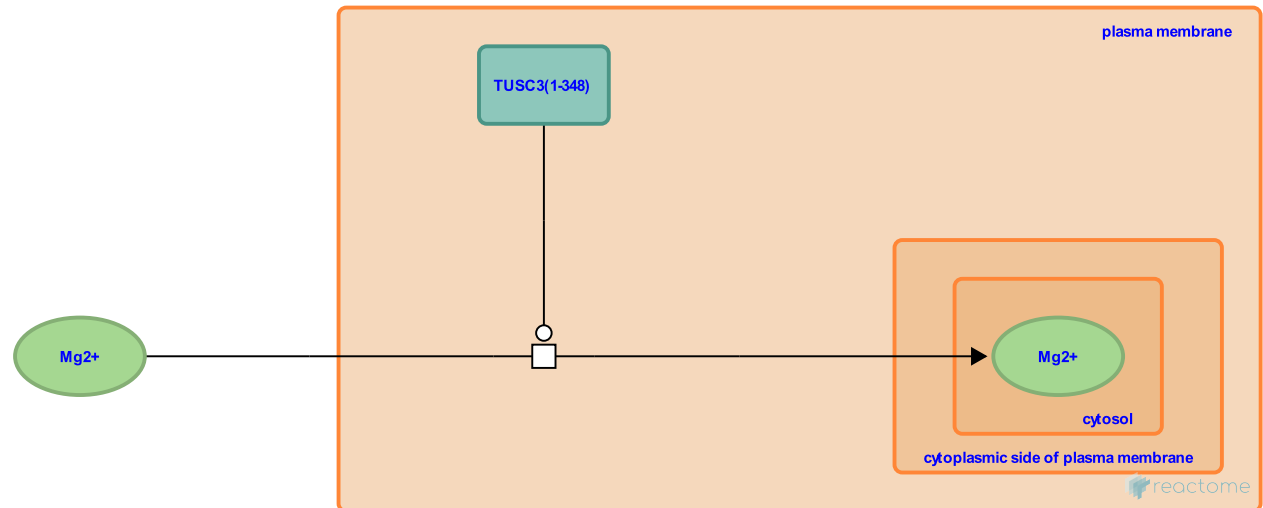 plasma membrane
TUSC3(1-348)
Mg2+
Mg2+
cytosol
cytoplasmic side of plasma membrane
reactome